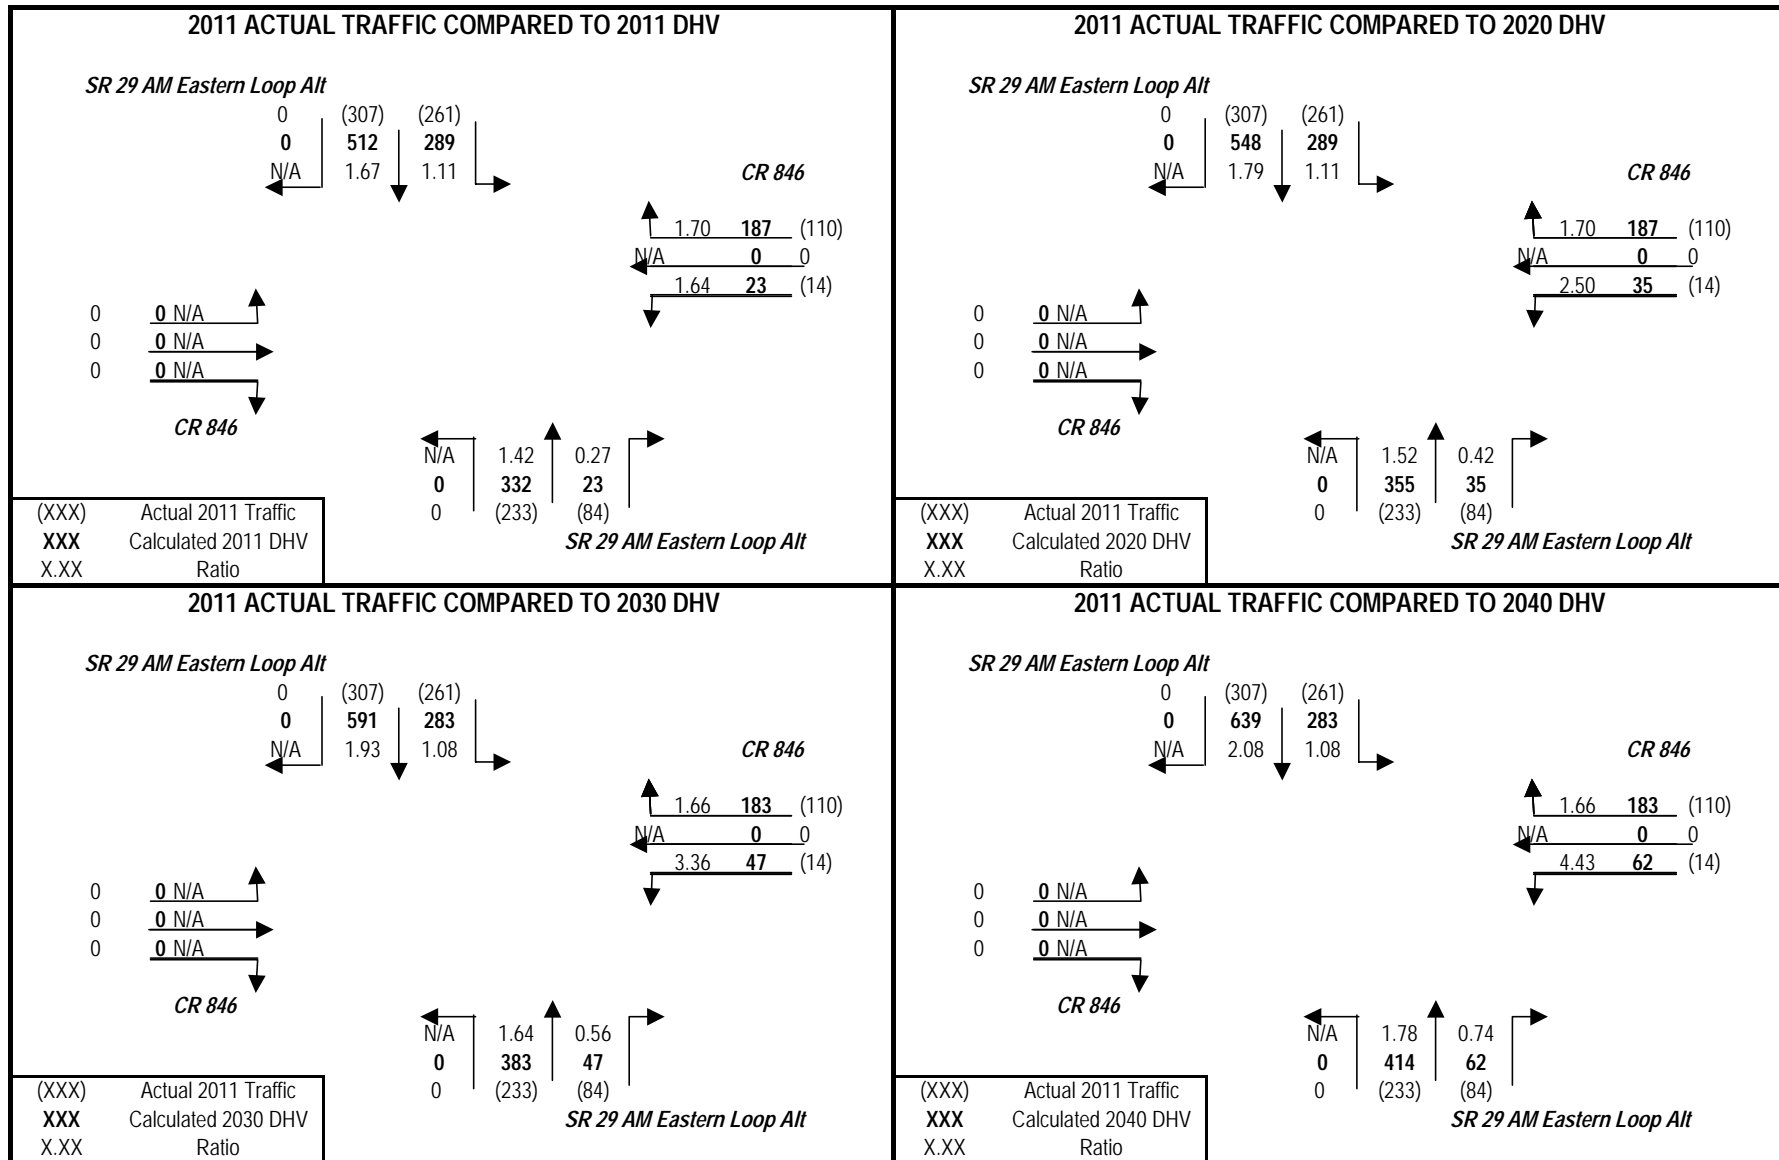 2011 ACTUAL TRAFFIC COMPARED TO 2011 DHV
SR 29 AM Eastern Loop Alt
0 (307) (261)
0 512 289
N/A 1.67 1.11
CR 846
1.70 187 (110)
N/A 0 0
1.64 23 (14)
0 0 N/A
0 0 N/A
0 0 N/A
CR 846
N/A 1.42 0.27
0 332 23
0 (233) (84)
SR 29 AM Eastern Loop Alt
(XXX) Actual 2011 Traffic
XXX Calculated 2011 DHV
X.XX Ratio
2011 ACTUAL TRAFFIC COMPARED TO 2020 DHV
SR 29 AM Eastern Loop Alt
0 (307) (261)
0 548 289
N/A 1.79 1.11
CR 846
1.70 187 (110)
N/A 0 0
2.50 35 (14)
0 0 N/A
0 0 N/A
0 0 N/A
CR 846
N/A 1.52 0.42
0 355 35
0 (233) (84)
SR 29 AM Eastern Loop Alt
(XXX) Actual 2011 Traffic
XXX Calculated 2020 DHV
X.XX Ratio
2011 ACTUAL TRAFFIC COMPARED TO 2030 DHV
SR 29 AM Eastern Loop Alt
0 (307) (261)
0 591 283
N/A 1.93 1.08
CR 846
1.66 183 (110)
N/A 0 0
3.36 47 (14)
0 0 N/A
0 0 N/A
0 0 N/A
CR 846
N/A 1.64 0.56
0 383 47
0 (233) (84)
SR 29 AM Eastern Loop Alt
(XXX) Actual 2011 Traffic
XXX Calculated 2030 DHV
X.XX Ratio
2011 ACTUAL TRAFFIC COMPARED TO 2040 DHV
SR 29 AM Eastern Loop Alt
0 (307) (261)
0 639 283
N/A 2.08 1.08
CR 846
1.66 183 (110)
N/A 0 0
4.43 62 (14)
0 0 N/A
0 0 N/A
0 0 N/A
CR 846
N/A 1.78 0.74
0 414 62
0 (233) (84)
SR 29 AM Eastern Loop Alt
(XXX) Actual 2011 Traffic
XXX Calculated 2040 DHV
X.XX Ratio